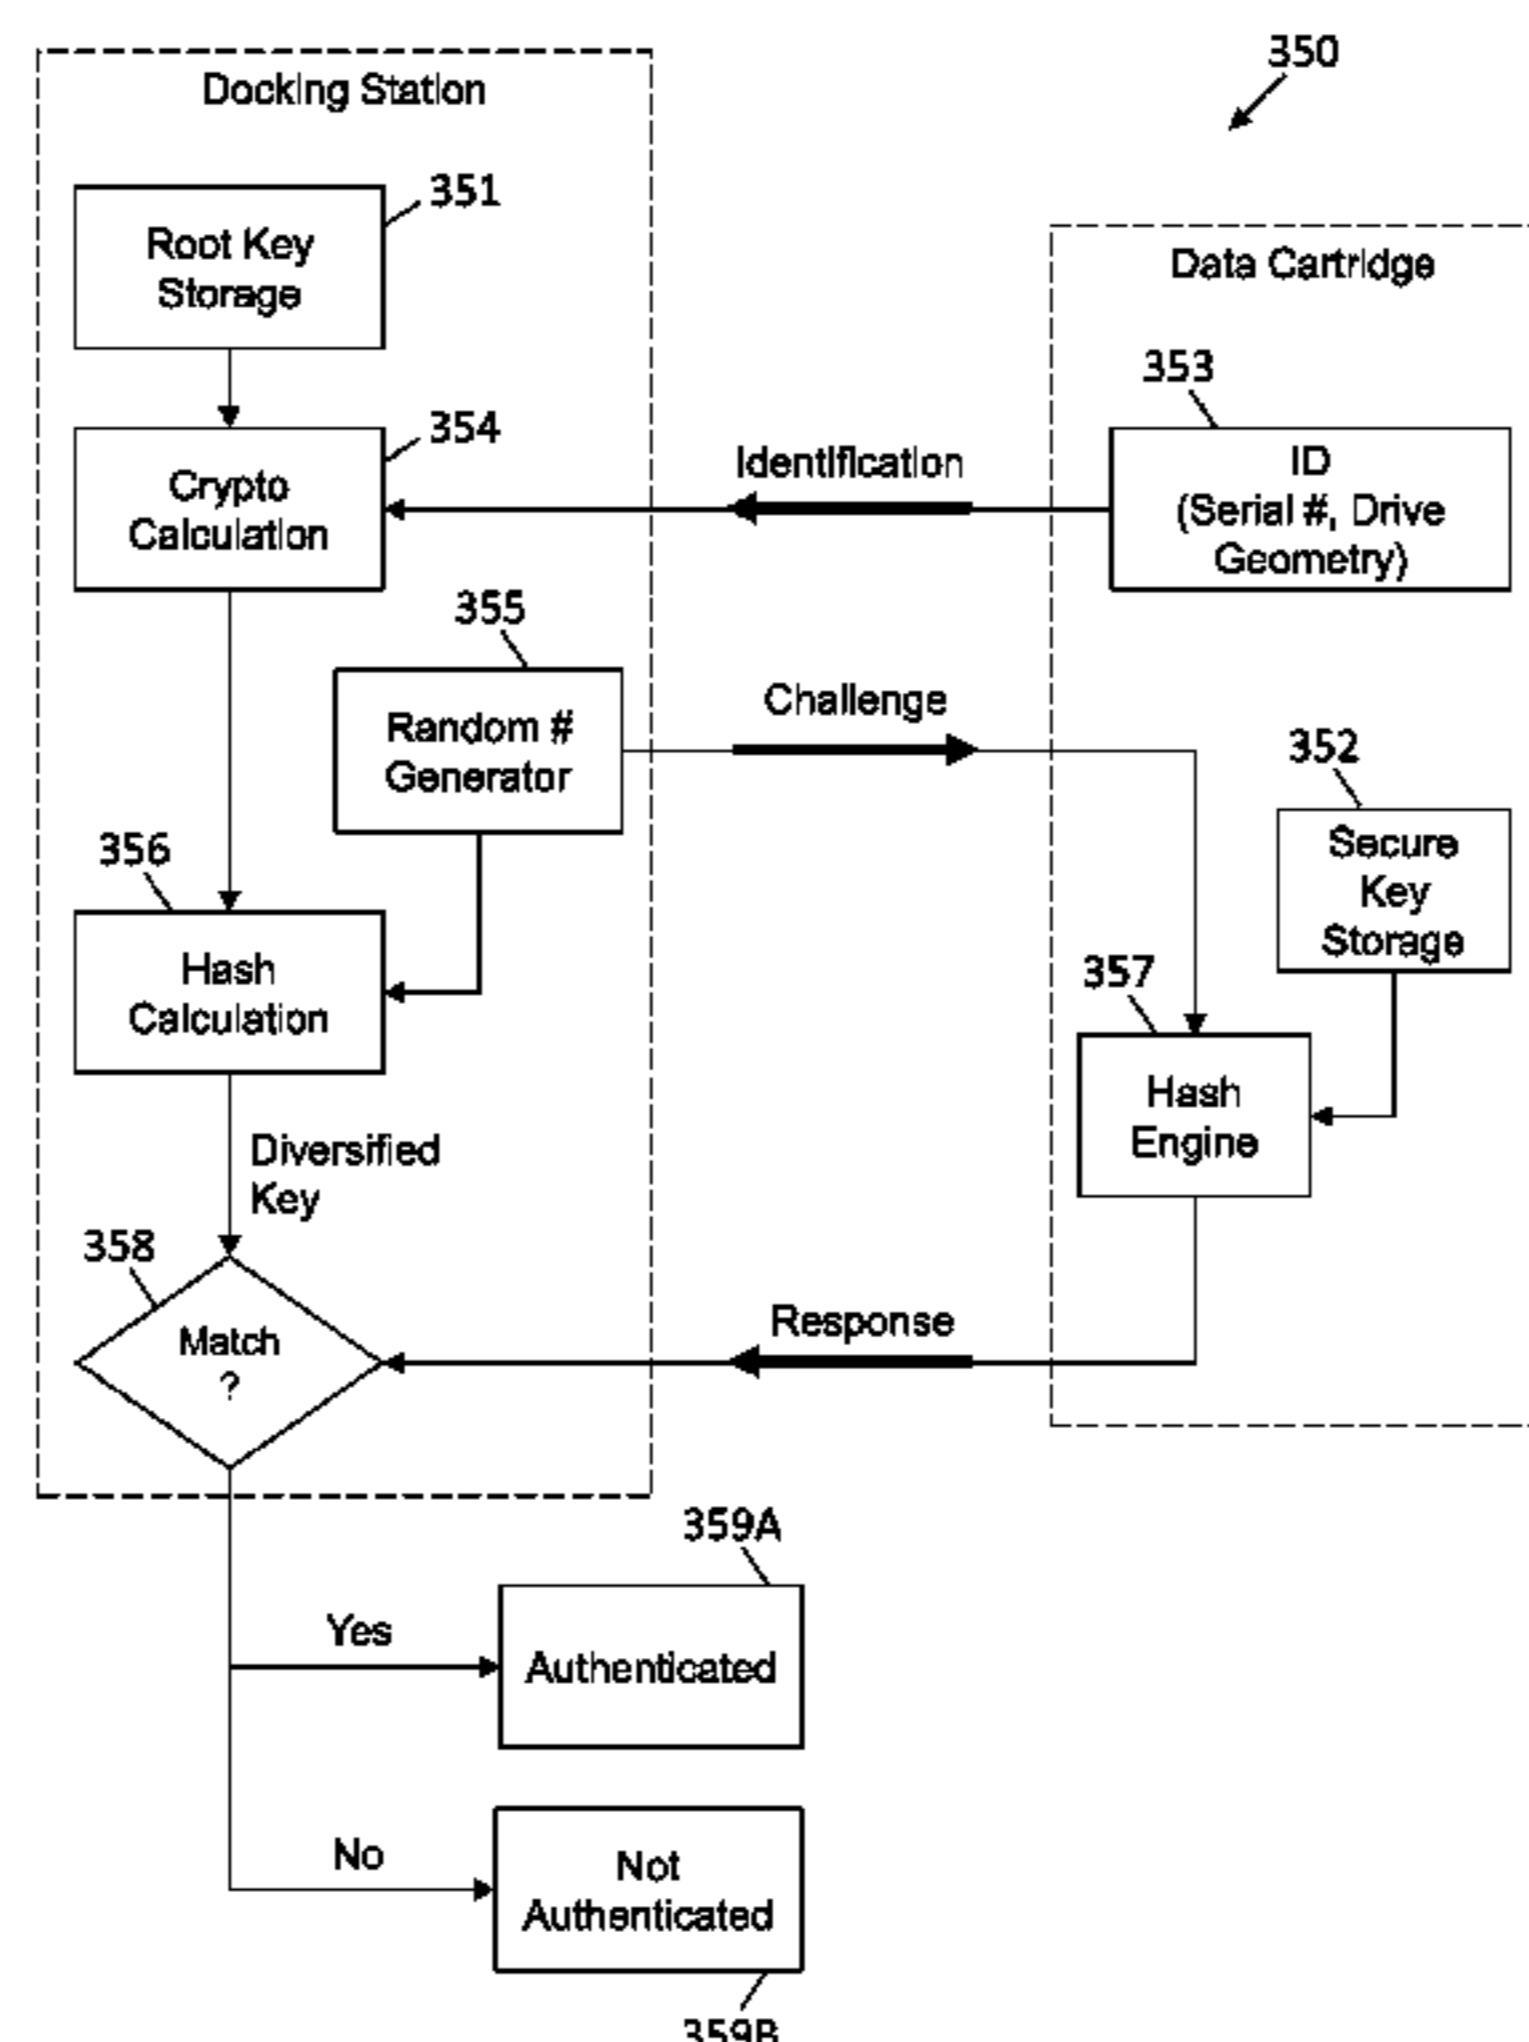 350
Docking Station
351
Root Key
Storage
Data Cartridge
353
354
Crypto
Calculation
Identification
ID
(Serial #, Drive
Geometry)
355
Random #
Generator
Challenge
352
Secure
Key
Storage
356
Hash
Calculation
357
Hash
Engine
Diversified
Key
358
Match
?
Response
359A
Yes
Authenticated
No
Not
Authenticated
359B